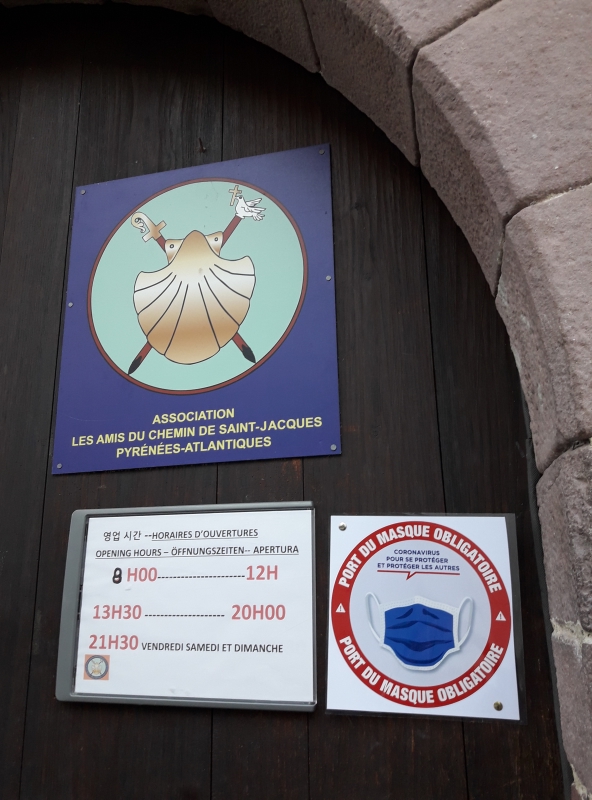 ASSOCIATION
LES AMIS DU CHEMIN DE SAINT-JACQUES
PYRÉNÉES-ATLANTIQUES
영업 시간 --HORAIRES D'OUVERTURES
OPENING HOURS – ÖFFNUNGSZEITEN-- APERTURA
8 H00----------------------12H
13H30 -------------------- 20H00
21H30 VENDREDI SAMEDI ET DIMANCHE
PORT DU MASQUE OBLIGATOIRE
CORONAVIRUS
POUR SE PROTÉGER
ET PROTÉGER LES AUTRES
PORT DU MASQUE OBLIGATOIRE